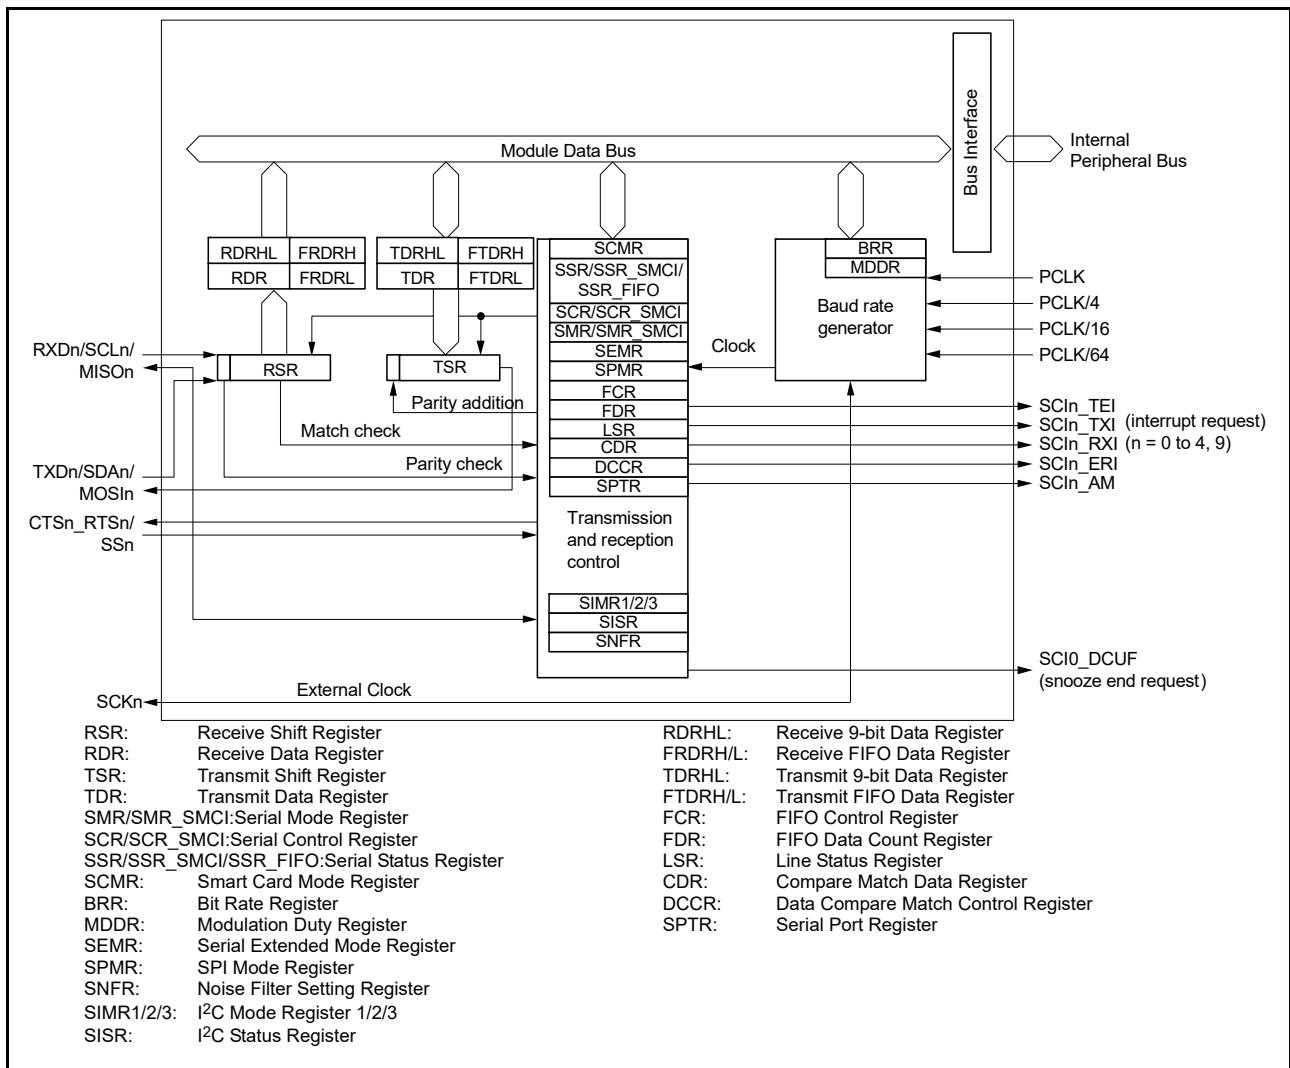 Bus Interface
Internal
Peripheral Bus
Module Data Bus
RDRHL FRDRH
RDR FRDRL
TDRHL FTDRH
TDR FTDRL
SCMR
SSR/SSR_SMCI/
SSR_FIFO
SCR/SCR_SMCI
SMR/SMR_SMCI
SEMR
SPMR
FCR
FDR
LSR
CDR
DCCR
SPTR
Transmission
and reception
control
SIMR1/2/3
SISR
SNFR
BRR
MDDR
Baud rate
generator
PCLK
PCLK/4
PCLK/16
PCLK/64
Clock
RXDn/SCLn/
MISOn
RSR
TSR
Parity addition
Match check
Parity check
TXDn/SDAn/
MOSIn
CTSn_RTSn/
SSn
SCIn_TEI
SCIn_TXI (interrupt request)
SCIn_RXI (n = 0 to 4, 9)
SCIn_ERI
SCIn_AM
SCI0_DCUF
(snooze end request)
External Clock
SCKn
RSR: Receive Shift Register
RDR: Receive Data Register
TSR: Transmit Shift Register
TDR: Transmit Data Register
SMR/SMR_SMCI:Serial Mode Register
SCR/SCR_SMCI:Serial Control Register
SSR/SSR_SMCI/SSR_FIFO:Serial Status Register
SCMR: Smart Card Mode Register
BRR: Bit Rate Register
MDDR: Modulation Duty Register
SEMR: Serial Extended Mode Register
SPMR: SPI Mode Register
SNFR: Noise Filter Setting Register
SIMR1/2/3: I2C Mode Register 1/2/3
SISR: I2C Status Register
RDRHL: Receive 9-bit Data Register
FRDRH/L: Receive FIFO Data Register
TDRHL: Transmit 9-bit Data Register
FTDRH/L: Transmit FIFO Data Register
FCR: FIFO Control Register
FDR: FIFO Data Count Register
LSR: Line Status Register
CDR: Compare Match Data Register
DCCR: Data Compare Match Control Register
SPTR: Serial Port Register